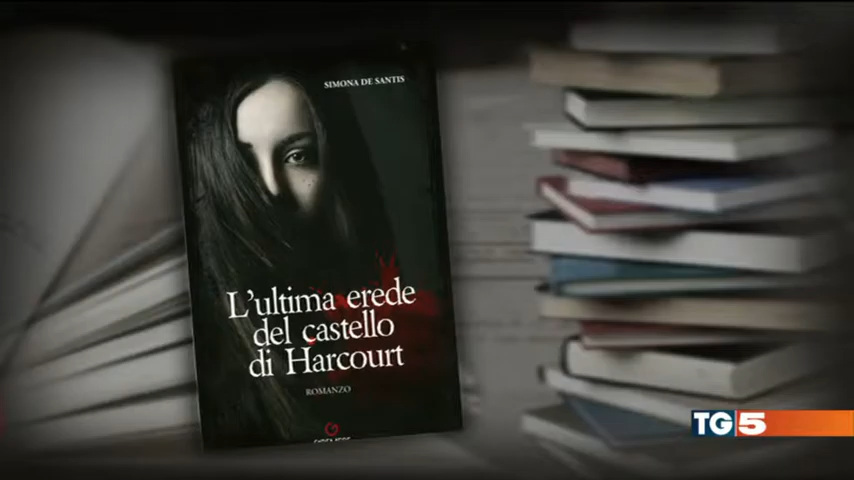 SIMONA DE SANTIS
L'ultima erede
del castello
di Harcourt
ROMANZO
TG5